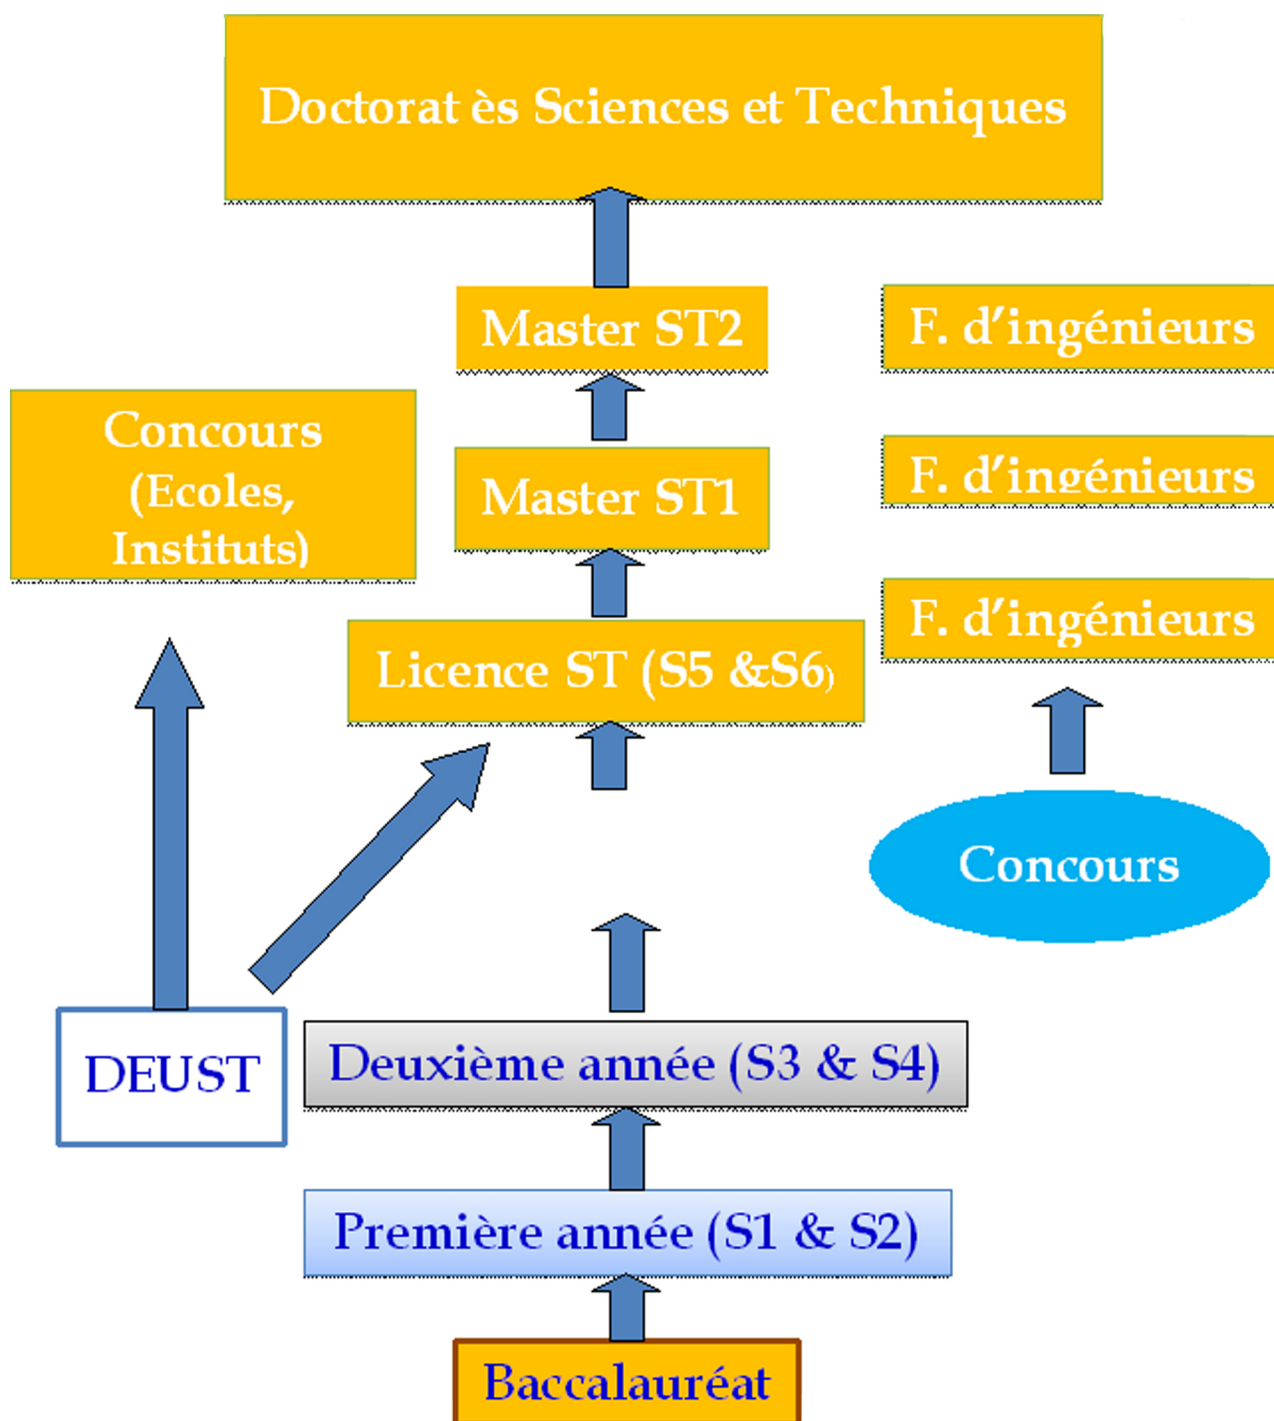 Doctorat ès Sciences et Techniques
Master ST2
F. d’ingénieurs
Concours
(Ecoles,
Instituts)
Master ST1
F. d’ingénieurs
Licence ST (S5 &S6)
F. d’ingénieurs
Concours
DEUST
Deuxième année (S3 & S4)
Première année (S1 & S2)
Baccalauréat